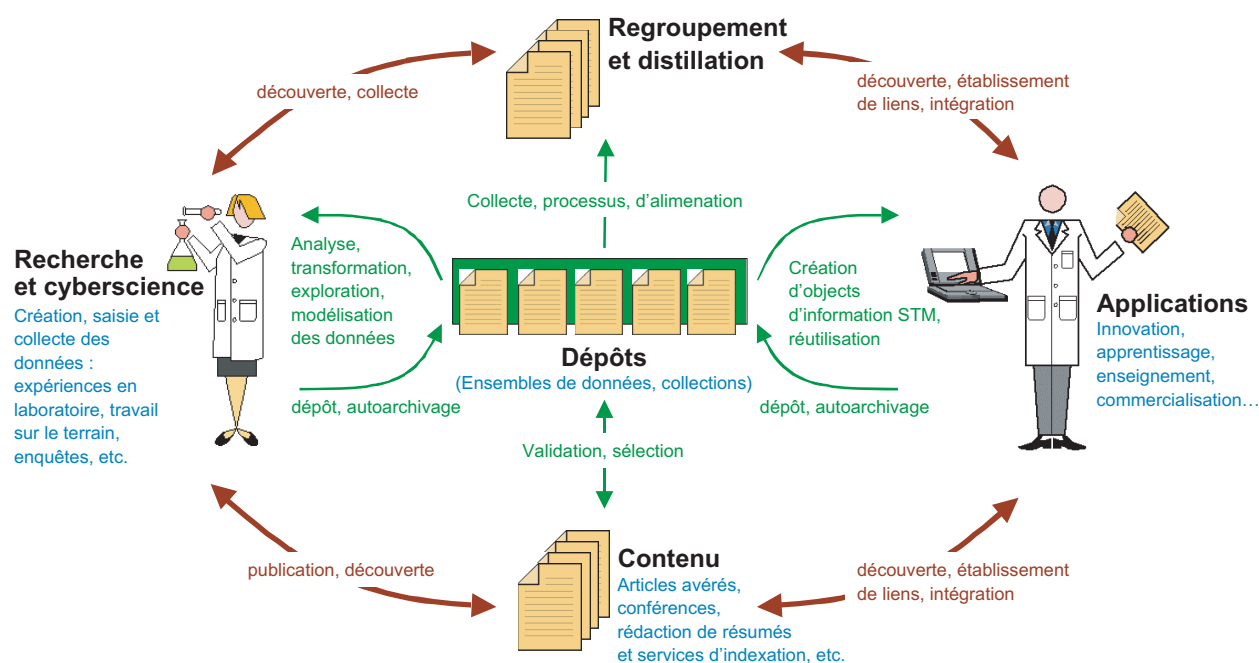 Regroupement
et distillation
découverte, collecte
découverte, établissement
de liens, intégration
Collecte, processus, d'alimenation
Recherche
et cyberscience
Création, saisie et
collecte des
données :
expériences en
laboratoire, travail
sur le terrain,
enquêtes, etc.
Analyse,
transformation,
exploration,
modélisation
des données
dépôt, autoarchivage
Dépôts
(Ensembles de données, collections)
Création
d'objets
d'information STM,
réutilisation
dépôt, autoarchivage
Applications
Innovation,
apprentissage,
enseignement,
commercialisation…
Validation, sélection
publication, découverte
Contenu
Articles avérés,
conférences,
rédaction de résumés
et services d'indexation, etc.
découverte, établissement
de liens, intégration